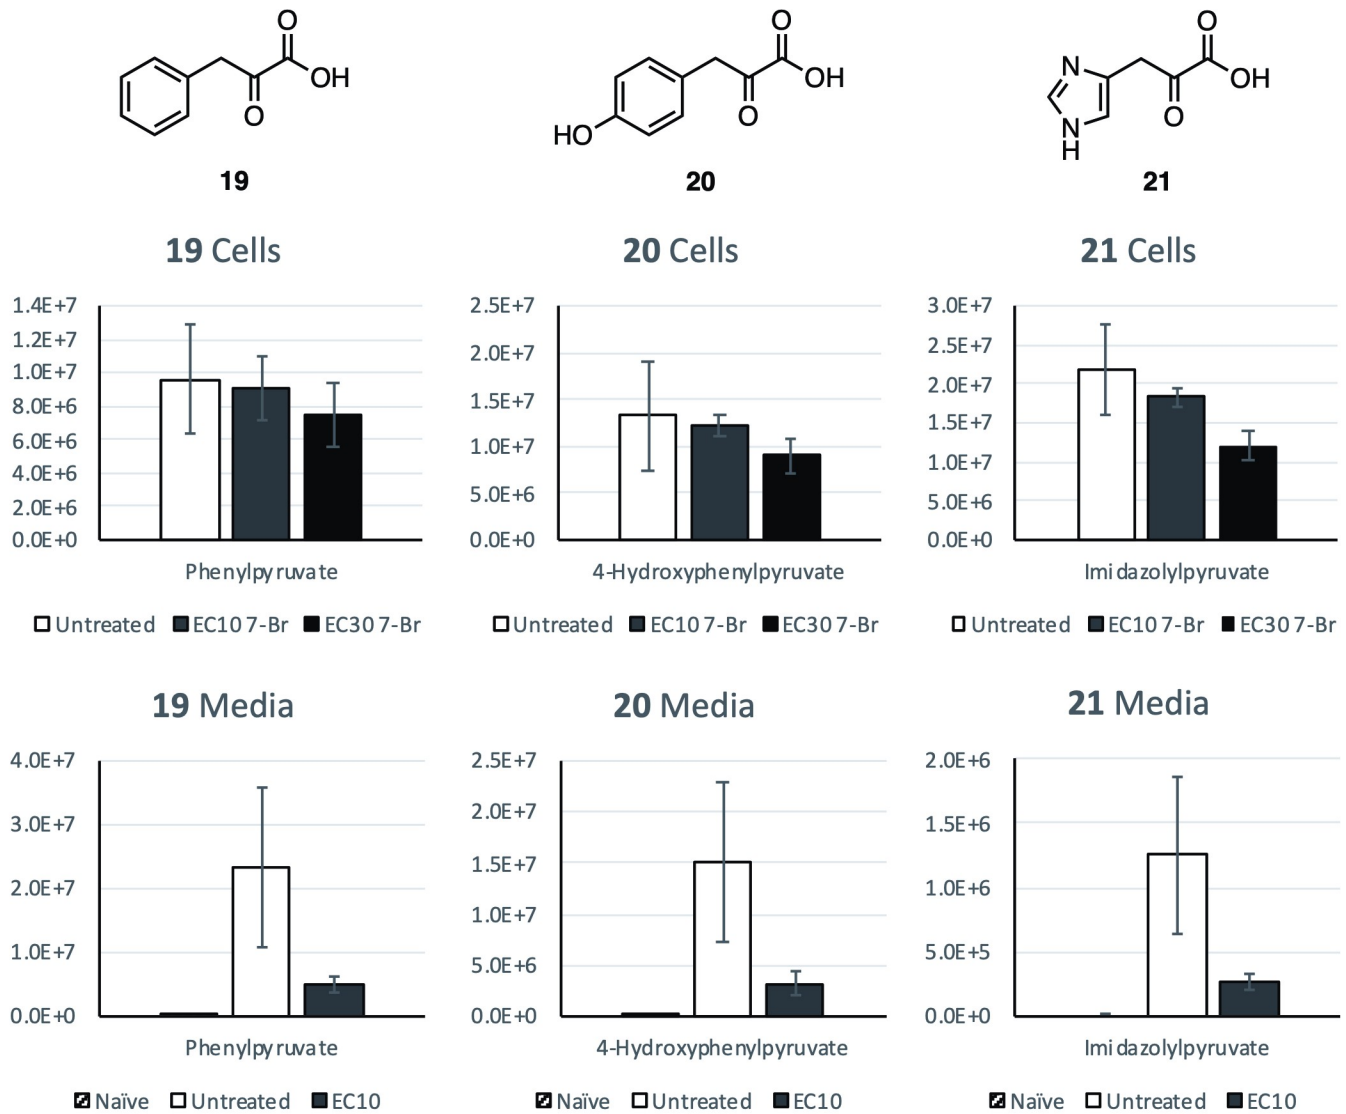 O O O
N
OH OH OH
O O O
HO
N
H
19 20 21
19 Cells 20 Cells 21 Cells
1.4E+7
1.2E+7
1.0E+7
8.0E+6
6.0E+6
4.0E+6
2.0E+6
0.0E+0
Phenylpyruvate
Untreated EC10 7-Br EC30 7-Br
2.5E+7
2.0E+7
1.5E+7
1.0E+7
5.0E+6
0.0E+0
4-Hydroxyphenylpyruvate
Untreated EC10 7-Br EC30 7-Br
3.0E+7
2.5E+7
2.0E+7
1.5E+7
1.0E+7
5.0E+6
0.0E+0
Imidazolylpyruvate
Untreated EC10 7-Br EC30 7-Br
19 Media 20 Media 21 Media
4.0E+7
3.0E+7
2.0E+7
1.0E+7
0.0E+0
Phenylpyruvate
Naïve Untreated EC10
2.5E+7
2.0E+7
1.5E+7
1.0E+7
5.0E+6
0.0E+0
4-Hydroxyphenylpyruvate
Naïve Untreated EC10
2.0E+6
1.5E+6
1.0E+6
5.0E+5
0.0E+0
Imidazolylpyruvate
Naïve Untreated EC10